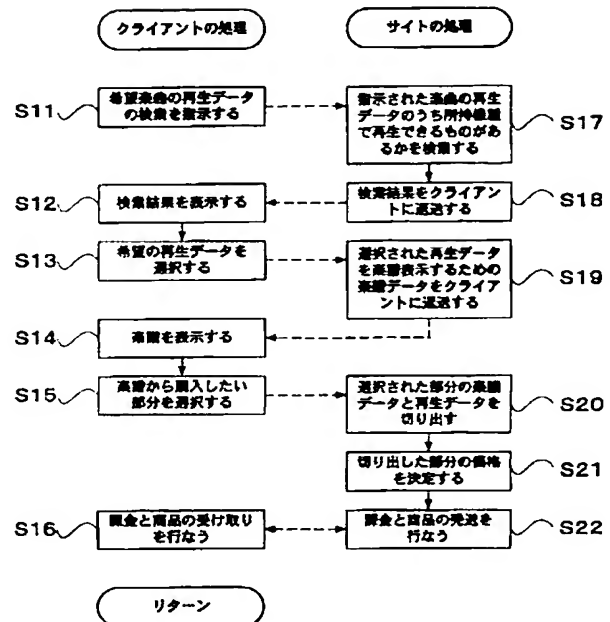 クライアントの処理
サイトの処理
S11
希望楽曲の再生データ
の検索を指示する
指示された楽曲の再生
データのうち所持機種
で再生できるものがあ
るかを検索する
S17
S12
検索結果を表示する
検索結果をクライアン
トに返送する
S18
S13
希望の再生データを
選択する
選択された再生データ
を楽譜表示するための
楽譜データをクライア
ントに返送する
S19
S14
楽譜を表示する
S15
楽譜から購入したい
部分を選択する
選択された部分の楽譜
データと再生データを
切り出す
S20
切り出した部分の価格
を決定する
S21
S16
課金と商品の受け取り
を行なう
課金と商品の発送を
行なう
S22
リターン